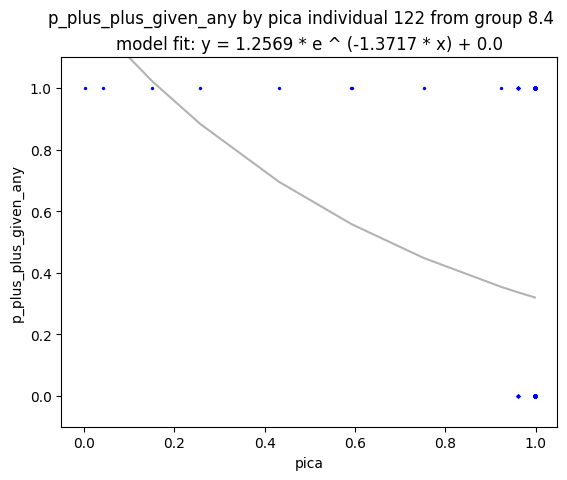 p_plus_plus_given_any by pica individual 122 from group 8.4
model fit: y = 1.2569 * e ^ (-1.3717 * x) + 0.0
p_plus_plus_given_any
1.0
0.8
0.6
0.4
0.2
0.0
0.0 0.2 0.4 0.6 0.8 1.0
pica